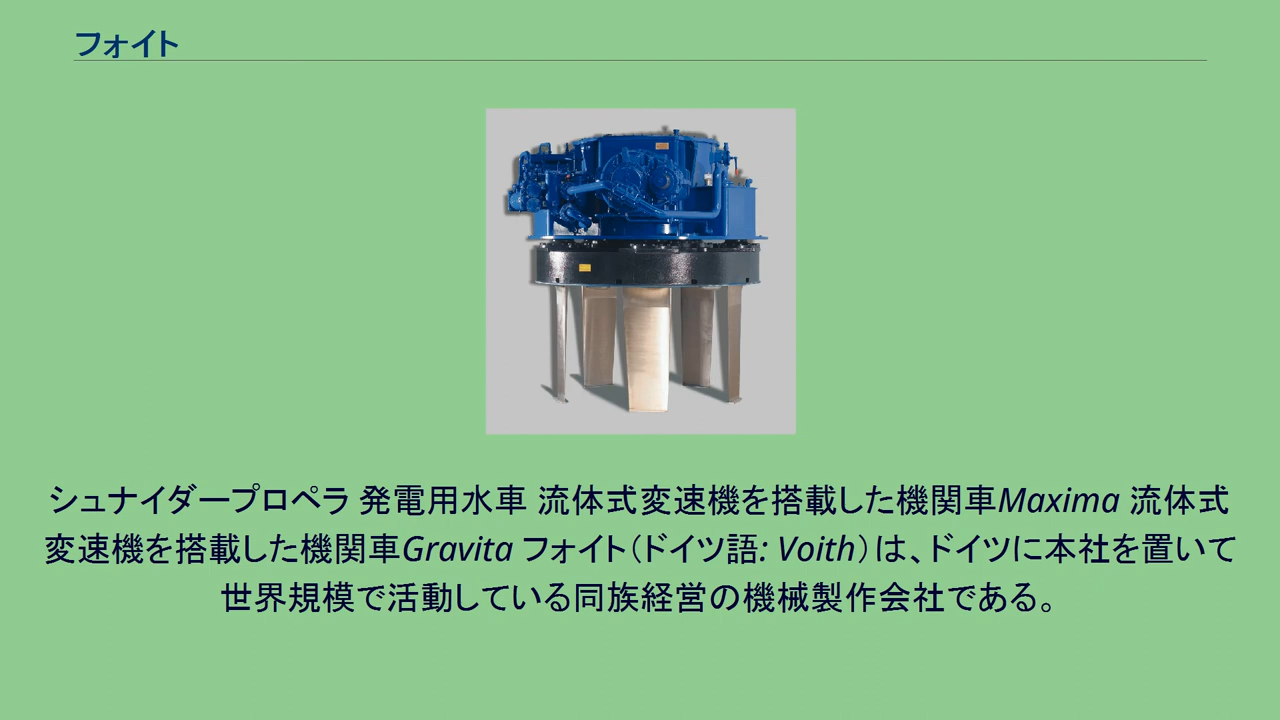 フォイト
シュナイダープロペラ 発電用水車 流体式変速機を搭載した機関車Maxima 流体式
変速機を搭載した機関車Gravita フォイト（ドイツ語: Voith）は、ドイツに本社を置いて
世界規模で活動している同族経営の機械製作会社である。